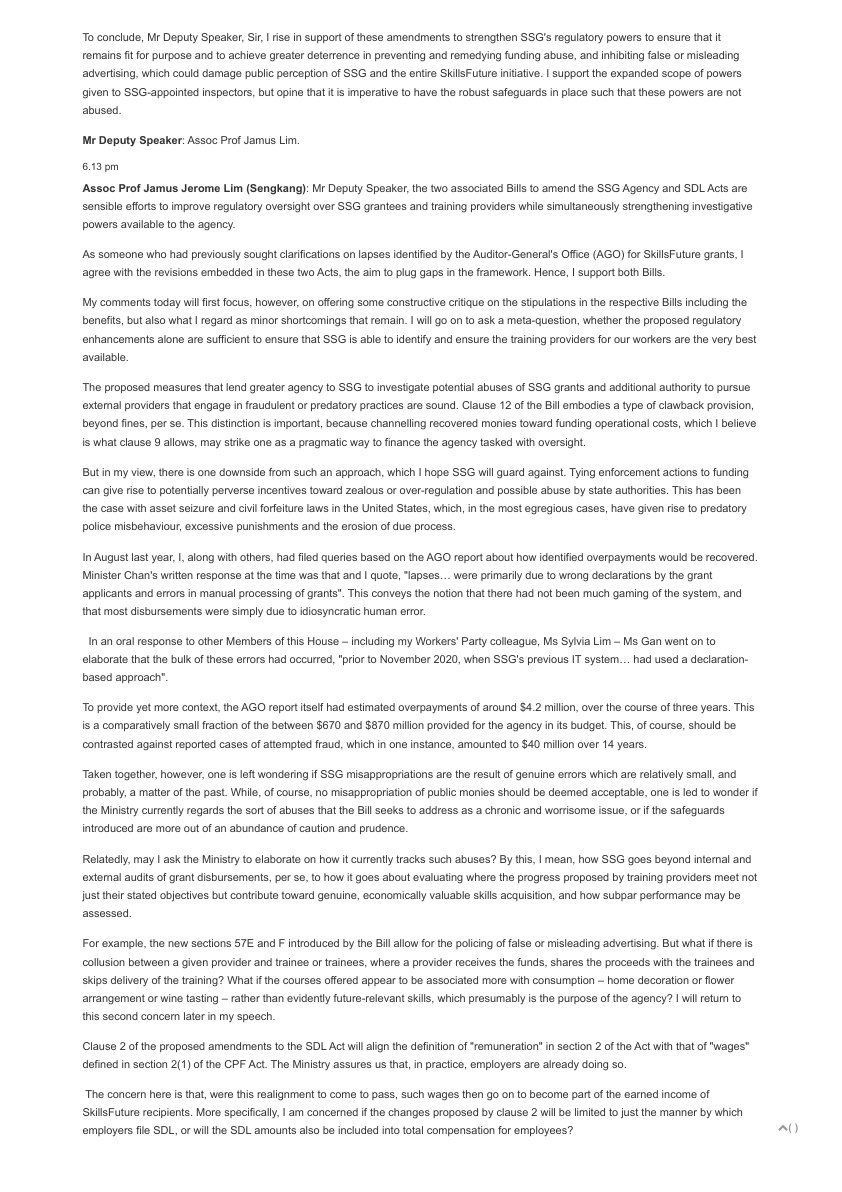 To conclude, Mr Deputy Speaker, Sir, I rise in support of these amendments to strengthen SSG's regulatory powers to ensure that it
remains fit for purpose and to achieve greater deterrence in preventing and remedying funding abuse, and inhibiting false or misleading
advertising, which could damage public perception of SSG and the entire SkillsFuture initiative. I support the expanded scope of powers
given to SSG-appointed inspectors, but opine that it is imperative to have the robust safeguards in place such that these powers are not
abused.
Mr Deputy Speaker: Assoc Prof Jamus Lim.
6.13 pm
Assoc Prof Jamus Jerome Lim (Sengkang): Mr Deputy Speaker, the two associated Bills to amend the SSG Agency and SDL Acts are
sensible efforts to improve regulatory oversight over SSG grantees and training providers while simultaneously strengthening investigative
powers available to the agency.
As someone who had previously sought clarifications on lapses identified by the Auditor-General's Office (AGO) for SkillsFuture grants, I
agree with the revisions embedded in these two Acts, the aim to plug gaps in the framework. Hence, I support both Bills.
My comments today will first focus, however, on offering some constructive critique on the stipulations in the respective Bills including the
benefits, but also what I regard as minor shortcomings that remain. I will go on to ask a meta-question, whether the proposed regulatory
enhancements alone are sufficient to ensure that SSG is able to identify and ensure the training providers for our workers are the very best
available.
The proposed measures that lend greater agency to SSG to investigate potential abuses of SSG grants and additional authority to pursue
external providers that engage in fraudulent or predatory practices are sound. Clause 12 of the Bill embodies a type of clawback provision,
beyond fines, per se. This distinction is important, because channelling recovered monies toward funding operational costs, which I believe
is what clause 9 allows, may strike one as a pragmatic way to finance the agency tasked with oversight.
But in my view, there is one downside from such an approach, which I hope SSG will guard against. Tying enforcement actions to funding
can give rise to potentially perverse incentives toward zealous or over-regulation and possible abuse by state authorities. This has been
the case with asset seizure and civil forfeiture laws in the United States, which, in the most egregious cases, have given rise to predatory
police misbehaviour, excessive punishments and the erosion of due process.
In August last year, I, along with others, had filed queries based on the AGO report about how identified overpayments would be recovered.
Minister Chan's written response at the time was that and I quote, "lapses… were primarily due to wrong declarations by the grant
applicants and errors in manual processing of grants". This conveys the notion that there had not been much gaming of the system, and
that most disbursements were simply due to idiosyncratic human error.
In an oral response to other Members of this House – including my Workers' Party colleague, Ms Sylvia Lim – Ms Gan went on to
elaborate that the bulk of these errors had occurred, "prior to November 2020, when SSG's previous IT system… had used a declaration-
based approach".
To provide yet more context, the AGO report itself had estimated overpayments of around $4.2 million, over the course of three years. This
is a comparatively small fraction of the between $670 and $870 million provided for the agency in its budget. This, of course, should be
contrasted against reported cases of attempted fraud, which in one instance, amounted to $40 million over 14 years.
Taken together, however, one is left wondering if SSG misappropriations are the result of genuine errors which are relatively small, and
probably, a matter of the past. While, of course, no misappropriation of public monies should be deemed acceptable, one is led to wonder if
the Ministry currently regards the sort of abuses that the Bill seeks to address as a chronic and worrisome issue, or if the safeguards
introduced are more out of an abundance of caution and prudence.
Relatedly, may I ask the Ministry to elaborate on how it currently tracks such abuses? By this, I mean, how SSG goes beyond internal and
external audits of grant disbursements, per se, to how it goes about evaluating where the progress proposed by training providers meet not
just their stated objectives but contribute toward genuine, economically valuable skills acquisition, and how subpar performance may be
assessed.
For example, the new sections 57E and F introduced by the Bill allow for the policing of false or misleading advertising. But what if there is
collusion between a given provider and trainee or trainees, where a provider receives the funds, shares the proceeds with the trainees and
skips delivery of the training? What if the courses offered appear to be associated more with consumption – home decoration or flower
arrangement or wine tasting – rather than evidently future-relevant skills, which presumably is the purpose of the agency? I will return to
this second concern later in my speech.
Clause 2 of the proposed amendments to the SDL Act will align the definition of "remuneration" in section 2 of the Act with that of "wages"
defined in section 2(1) of the CPF Act. The Ministry assures us that, in practice, employers are already doing so.
The concern here is that, were this realignment to come to pass, such wages then go on to become part of the earned income of
SkillsFuture recipients. More specifically, I am concerned if the changes proposed by clause 2 will be limited to just the manner by which
employers file SDL, or will the SDL amounts also be included into total compensation for employees?
( )